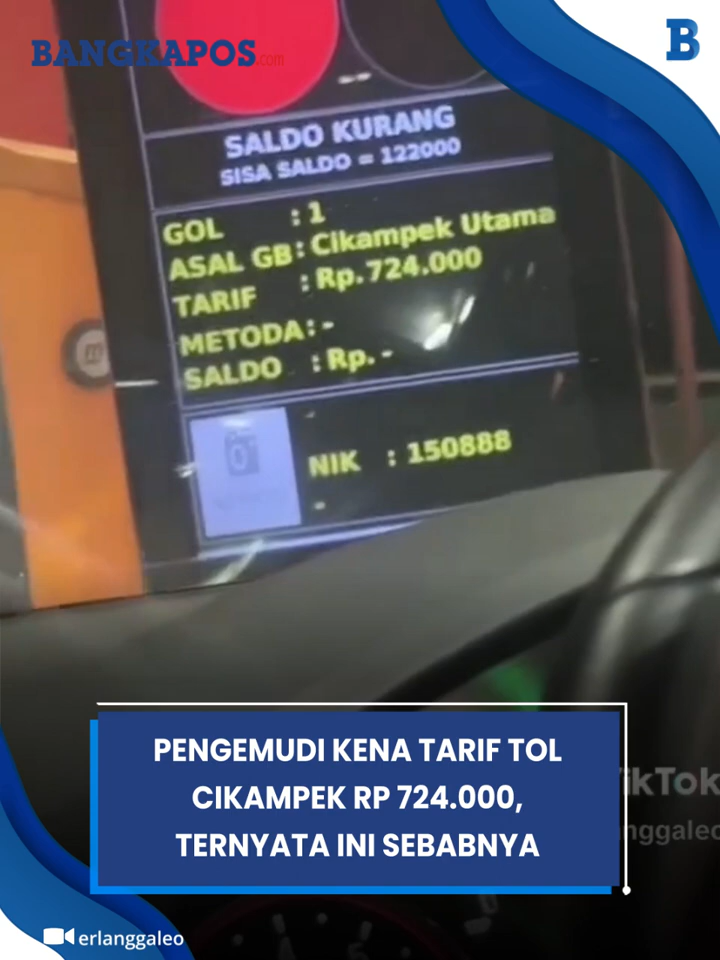 BANGKAPOS.com
B
SALDO KURANG
SISA SALDO = 122000
GOL : 1
ASAL GB : Cikampek Utama
TARIF : Rp.724.000
METODA : -
SALDO : Rp. -
NIK : 150888
-
PENGEMUDI KENA TARIF TOL
CIKAMPEK RP 724.000,
TERNYATA INI SEBABNYA
erlanggaleo